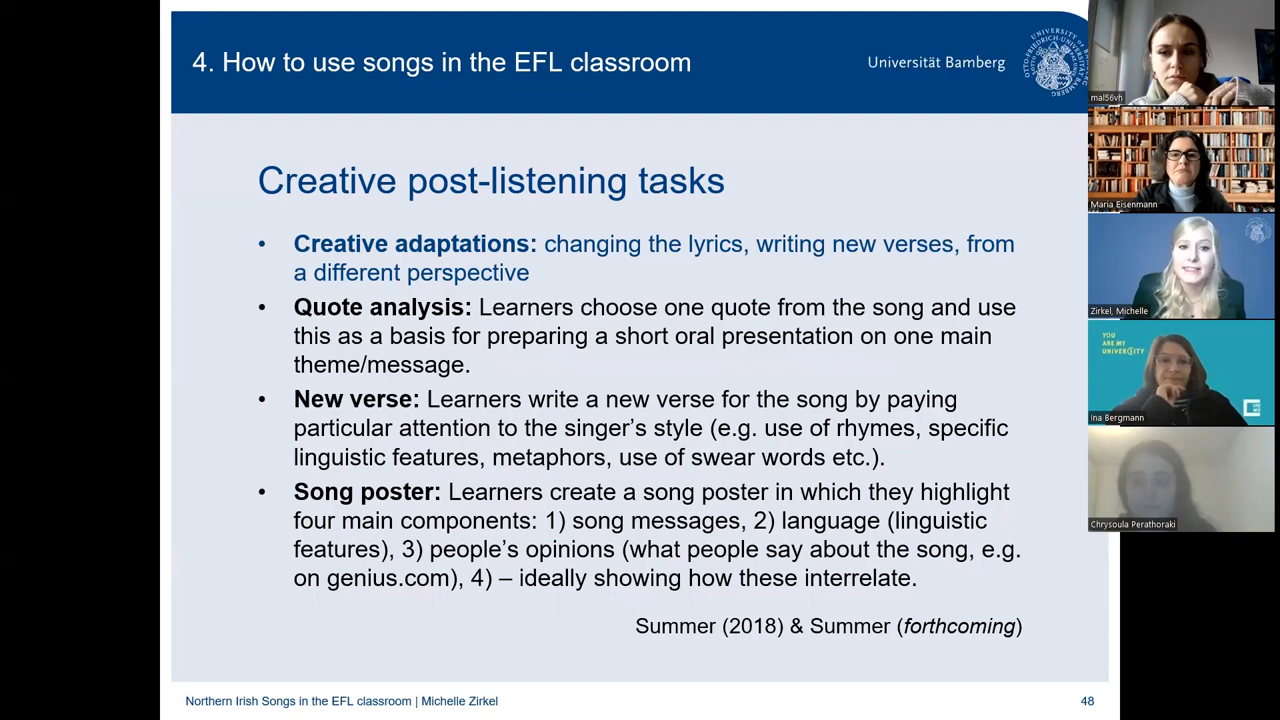 4. How to use songs in the EFL classroom
Universität Bamberg
Creative post-listening tasks
• Creative adaptations: changing the lyrics, writing new verses, from
a different perspective
• Quote analysis: Learners choose one quote from the song and use
this as a basis for preparing a short oral presentation on one main
theme/message.
• New verse: Learners write a new verse for the song by paying
particular attention to the singer's style (e.g. use of rhymes, specific
linguistic features, metaphors, use of swear words etc.).
• Song poster: Learners create a song poster in which they highlight
four main components: 1) song messages, 2) language (linguistic
features), 3) people's opinions (what people say about the song, e.g.
on genius.com), 4) – ideally showing how these interrelate.
Summer (2018) & Summer (forthcoming)
Northern Irish Songs in the EFL classroom | Michelle Zirkel
48
mal56vh
Maria Eisenmann
Zirkel, Michelle
YOU
ARE MY
UNIVERSITY
Ina Bergmann
Chrysoula Perathoraki